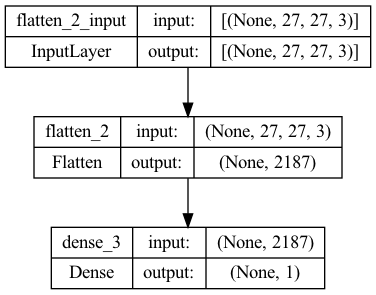 flatten_2_input input: [(None, 27, 27, 3)]
InputLayer output: [(None, 27, 27, 3)]
flatten_2 input: (None, 27, 27, 3)
Flatten output: (None, 2187)
dense_3 input: (None, 2187)
Dense output: (None, 1)